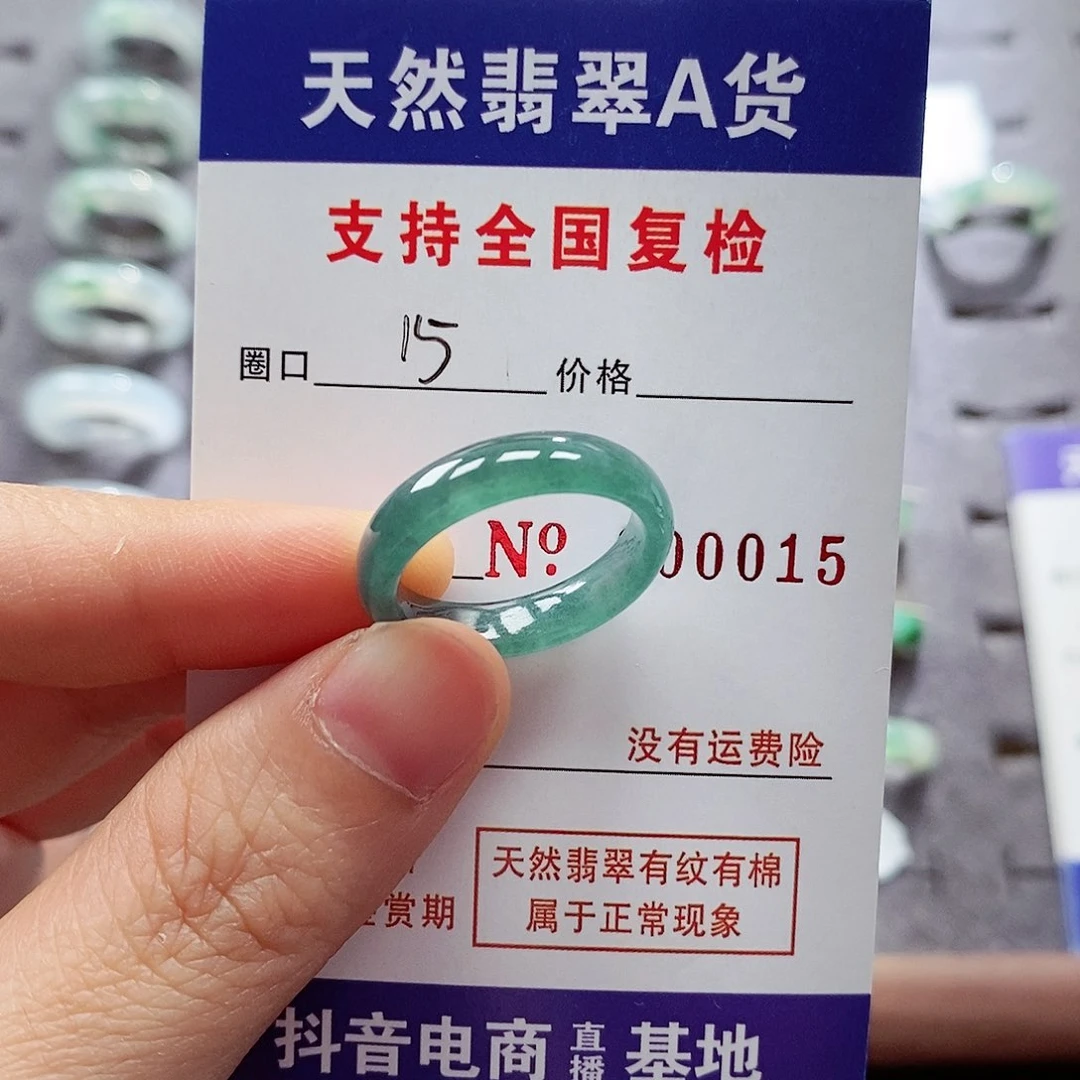 天然翡翠A货
支持全国复检
圈口 15 价格
№ 00015
没有运费险
天然翡翠有纹有棉
赏期 属于正常现象
抖音电商直播基地